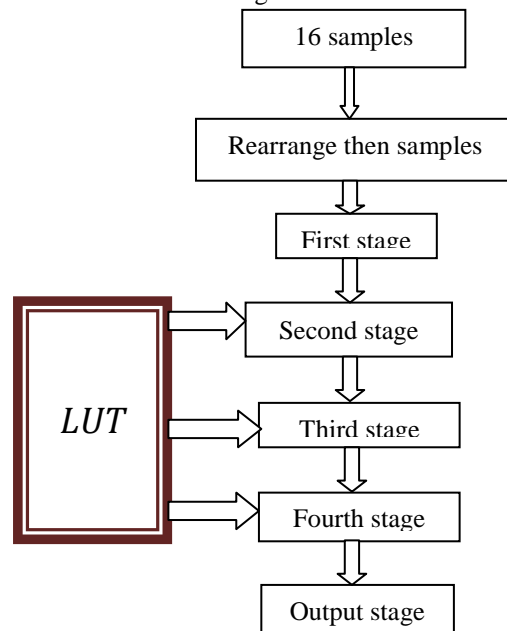 16 samples
Rearrange then samples
First stage
Second stage
LUT
Third stage
Fourth stage
Output stage